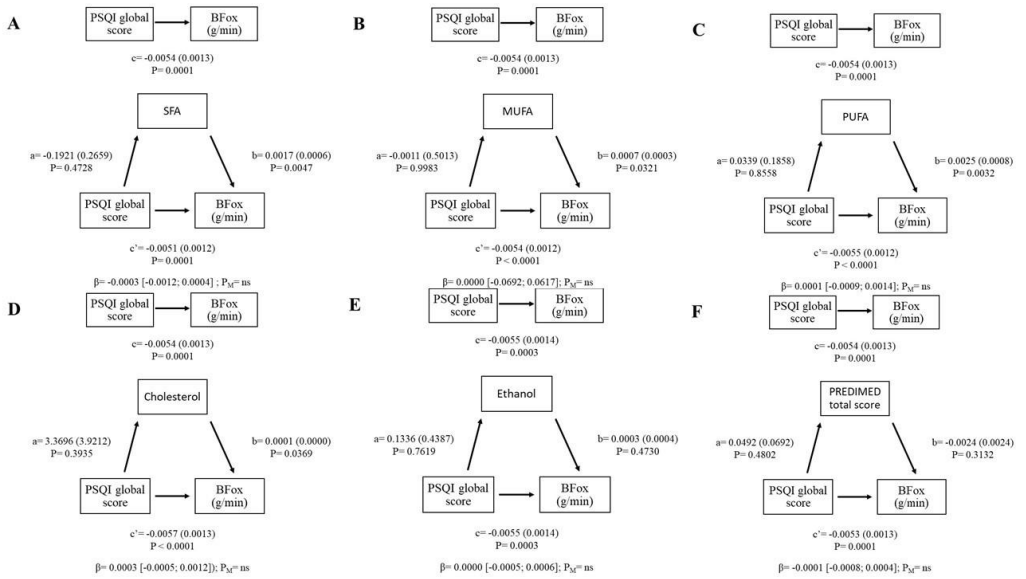 A
PSQI global
score
BFox
(g/min)
c= -0.0054 (0.0013)
P= 0.0001
SFA
a= -0.1921 (0.2659)
P= 0.4728
b= 0.0017 (0.0006)
P= 0.0047
PSQI global
score
BFox
(g/min)
c'= -0.0051 (0.0012)
P= 0.0001
β= -0.0003 [-0.0012; 0.0004] ; PM= ns
B
PSQI global
score
BFox
(g/min)
c= -0.0054 (0.0013)
P= 0.0001
MUFA
a= -0.0011 (0.5013)
P= 0.9983
b= 0.0007 (0.0003)
P= 0.0321
PSQI global
score
BFox
(g/min)
c'= -0.0054 (0.0012)
P < 0.0001
β= 0.0000 [-0.0692; 0.0617]; PM= ns
C
PSQI global
score
BFox
(g/min)
c= -0.0054 (0.0013)
P= 0.0001
PUFA
a= 0.0339 (0.1858)
P= 0.8558
b= 0.0025 (0.0008)
P= 0.0032
PSQI global
score
BFox
(g/min)
c'= -0.0055 (0.0012)
P < 0.0001
β= 0.0001 [-0.0009; 0.0014]; PM= ns
D
PSQI global
score
BFox
(g/min)
c= -0.0054 (0.0013)
P= 0.0001
Cholesterol
a= 3.3696 (3.9212)
P= 0.3935
b= 0.0001 (0.0000)
P= 0.0369
PSQI global
score
BFox
(g/min)
c'= -0.0057 (0.0013)
P < 0.0001
β= 0.0003 [-0.0005; 0.0012]); PM= ns
E
PSQI global
score
BFox
(g/min)
c= -0.0055 (0.0014)
P= 0.0003
Ethanol
a= 0.1336 (0.4387)
P= 0.7619
b= 0.0003 (0.0004)
P= 0.4730
PSQI global
score
BFox
(g/min)
c= -0.0055 (0.0014)
P= 0.0003
β= 0.0000 [-0.0005; 0.0006]; PM= ns
F
PSQI global
score
BFox
(g/min)
c= -0.0054 (0.0013)
P= 0.0001
PREDIMED
total score
a= 0.0492 (0.0692)
P= 0.4802
b= -0.0024 (0.0024)
P= 0.3132
PSQI global
score
BFox
(g/min)
c'= -0.0053 (0.0013)
P= 0.0001
β= -0.0001 [-0.0008; 0.0004]; PM= ns